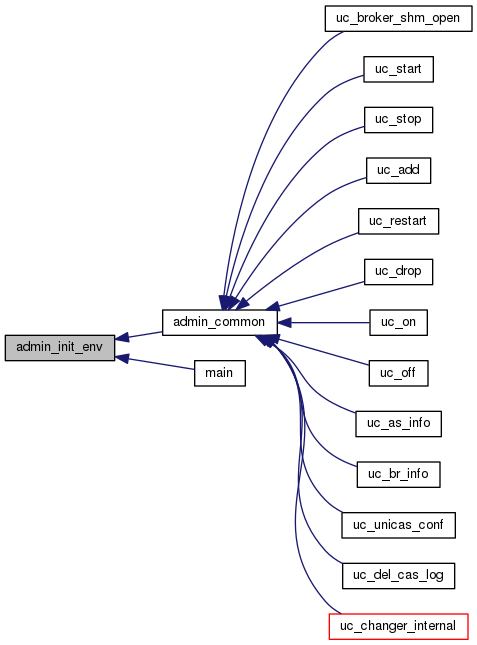 uc_broker_shm_open
uc_start
uc_stop
uc_add
uc_restart
uc_drop
admin_common
uc_on
admin_init_env
main
uc_off
uc_as_info
uc_br_info
uc_unicas_conf
uc_del_cas_log
uc_changer_internal